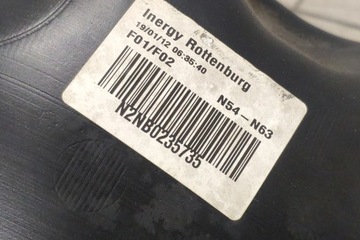 Inergy Rottenburg
19/01/12 06:35:40
F01/F02
N54-N63
N2NB0235735